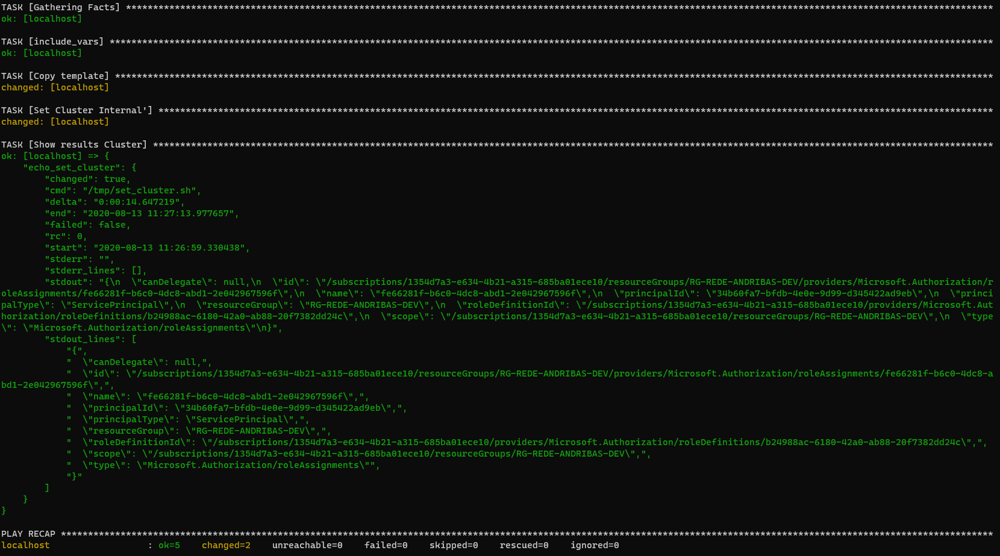 TASK [Gathering Facts] ****************************************************************************************************************************************************************
ok: [localhost]
TASK [include_vars] *******************************************************************************************************************************************************************
ok: [localhost]
TASK [Copy template] ******************************************************************************************************************************************************************
changed: [localhost]
TASK [Set Cluster Internal'] **********************************************************************************************************************************************************
changed: [localhost]
TASK [Show results Cluster] ***********************************************************************************************************************************************************
ok: [localhost] => {
    "echo_set_cluster": {
        "changed": true,
        "cmd": "/tmp/set_cluster.sh",
        "delta": "0:00:14.647219",
        "end": "2020-08-13 11:27:13.977657",
        "failed": false,
        "rc": 0,
        "start": "2020-08-13 11:26:59.330438",
        "stderr": "",
        "stderr_lines": [],
        "stdout": "{\n  \"canDelegate\": null,\n  \"id\": \"/subscriptions/1354d7a3-e634-4b21-a315-685ba01ece10/resourceGroups/RG-REDE-ANDRIBAS-DEV/providers/Microsoft.Authorization/r
oleAssignments/fe66281f-b6c0-4dc8-abd1-2e042967596f\",\n  \"name\": \"fe66281f-b6c0-4dc8-abd1-2e042967596f\",\n  \"principalId\": \"34b60fa7-bfdb-4e0e-9d99-d345422ad9eb\",\n  \"princi
palType\": \"ServicePrincipal\",\n  \"resourceGroup\": \"RG-REDE-ANDRIBAS-DEV\",\n  \"roleDefinitionId\": \"/subscriptions/1354d7a3-e634-4b21-a315-685ba01ece10/providers/Microsoft.Aut
horization/roleDefinitions/b24988ac-6180-42a0-ab88-20f7382dd24c\",\n  \"scope\": \"/subscriptions/1354d7a3-e634-4b21-a315-685ba01ece10/resourceGroups/RG-REDE-ANDRIBAS-DEV\",\n  \"type
\": \"Microsoft.Authorization/roleAssignments\"\n}",
        "stdout_lines": [
            "{",
            "  \"canDelegate\": null,",
            "  \"id\": \"/subscriptions/1354d7a3-e634-4b21-a315-685ba01ece10/resourceGroups/RG-REDE-ANDRIBAS-DEV/providers/Microsoft.Authorization/roleAssignments/fe66281f-b6c0-4dc8-a
bd1-2e042967596f\",",
            "  \"name\": \"fe66281f-b6c0-4dc8-abd1-2e042967596f\",",
            "  \"principalId\": \"34b60fa7-bfdb-4e0e-9d99-d345422ad9eb\",",
            "  \"principalType\": \"ServicePrincipal\",",
            "  \"resourceGroup\": \"RG-REDE-ANDRIBAS-DEV\",",
            "  \"roleDefinitionId\": \"/subscriptions/1354d7a3-e634-4b21-a315-685ba01ece10/providers/Microsoft.Authorization/roleDefinitions/b24988ac-6180-42a0-ab88-20f7382dd24c\",",
            "  \"scope\": \"/subscriptions/1354d7a3-e634-4b21-a315-685ba01ece10/resourceGroups/RG-REDE-ANDRIBAS-DEV\",",
            "  \"type\": \"Microsoft.Authorization/roleAssignments\"",
            "}"
        ]
    }
}
PLAY RECAP ****************************************************************************************************************************************************************************
localhost                  : ok=5    changed=2    unreachable=0    failed=0    skipped=0    rescued=0    ignored=0